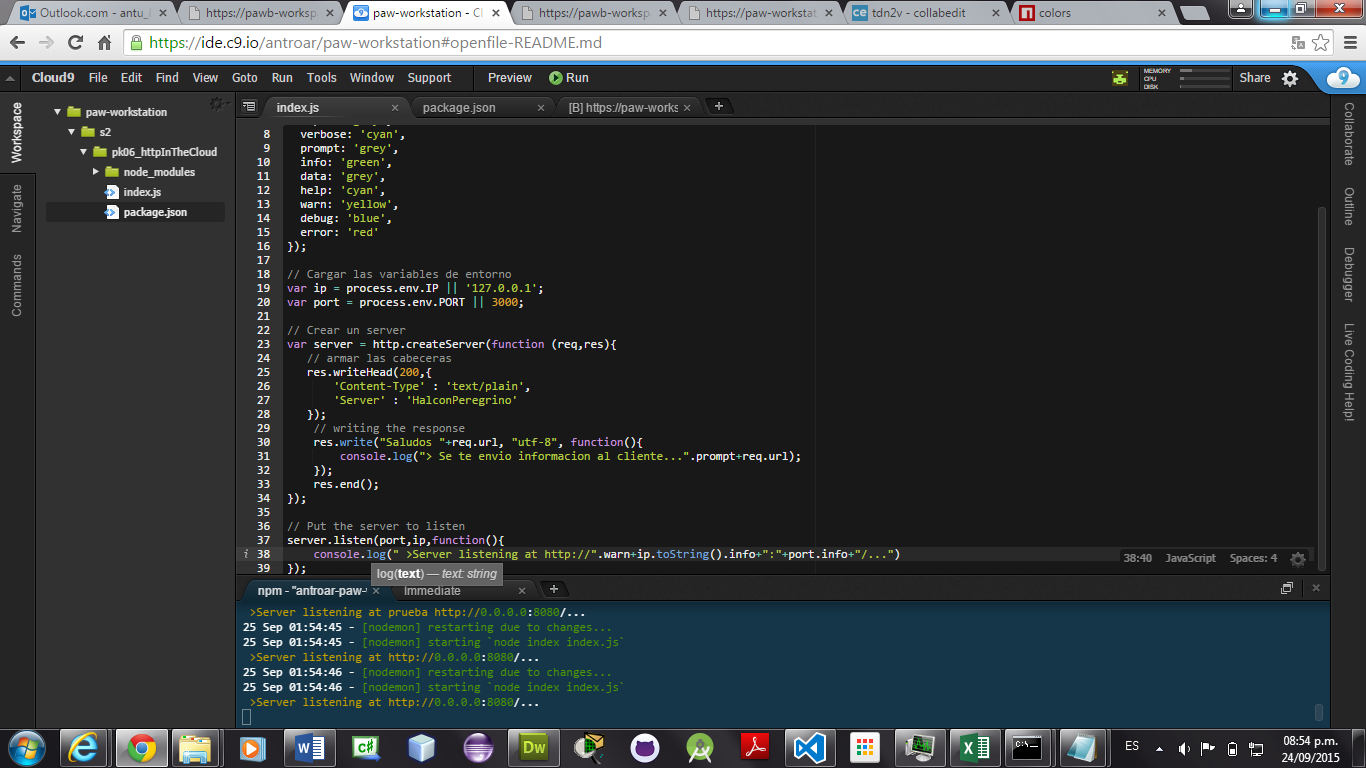 Outlook.com - antu_
https://pawb-worksp
paw-workstation - Cl
https://pawb-worksp
https://paw-workstat
tdn2v - collabedit
colors
https://ide.c9.io/antroar/paw-workstation#openfile-README.md
Cloud9 File Edit Find View Goto Run Tools Window Support Preview Run
MEMORY
CPU
DISK
Share
9
Workspace
Navigate
Commands
paw-workstation
s2
pk06_httpInTheCloud
node_modules
index.js
package.json
index.js
package.json
[B] https://paw-works
8 verbose: 'cyan',
9 prompt: 'grey',
10 info: 'green',
11 data: 'grey',
12 help: 'cyan',
13 warn: 'yellow',
14 debug: 'blue',
15 error: 'red'
16 });
17
18 // Cargar las variables de entorno
19 var ip = process.env.IP || '127.0.0.1';
20 var port = process.env.PORT || 3000;
21
22 // Crear un server
23 var server = http.createServer(function (req,res){
24 // armar las cabeceras
25 res.writeHead(200,{
26 'Content-Type' : 'text/plain',
27 'Server' : 'HalconPeregrino'
28 });
29 // writing the response
30 res.write("Saludos "+req.url, "utf-8", function(){
31 console.log("> Se te envio informacion al cliente...".prompt+req.url);
32 });
33 res.end();
34 });
35
36 // Put the server to listen
37 server.listen(port,ip,function(){
i 38 console.log(" >Server listening at http://".warn+ip.toString().info+":"+port.info+"/...")
39 });
log(text) — text: string
38:40 JavaScript Spaces: 4
Collaborate
Outline
Debugger
Live Coding Help!
npm - "antroar-paw-
Immediate
>Server listening at prueba http://0.0.0.0:8080/...
25 Sep 01:54:45 - [nodemon] restarting due to changes...
25 Sep 01:54:45 - [nodemon] starting `node index index.js`
>Server listening at http://0.0.0.0:8080/...
25 Sep 01:54:46 - [nodemon] restarting due to changes...
25 Sep 01:54:46 - [nodemon] starting `node index index.js`
>Server listening at http://0.0.0.0:8080/...
C#
Dw
ES
08:54 p.m.
24/09/2015